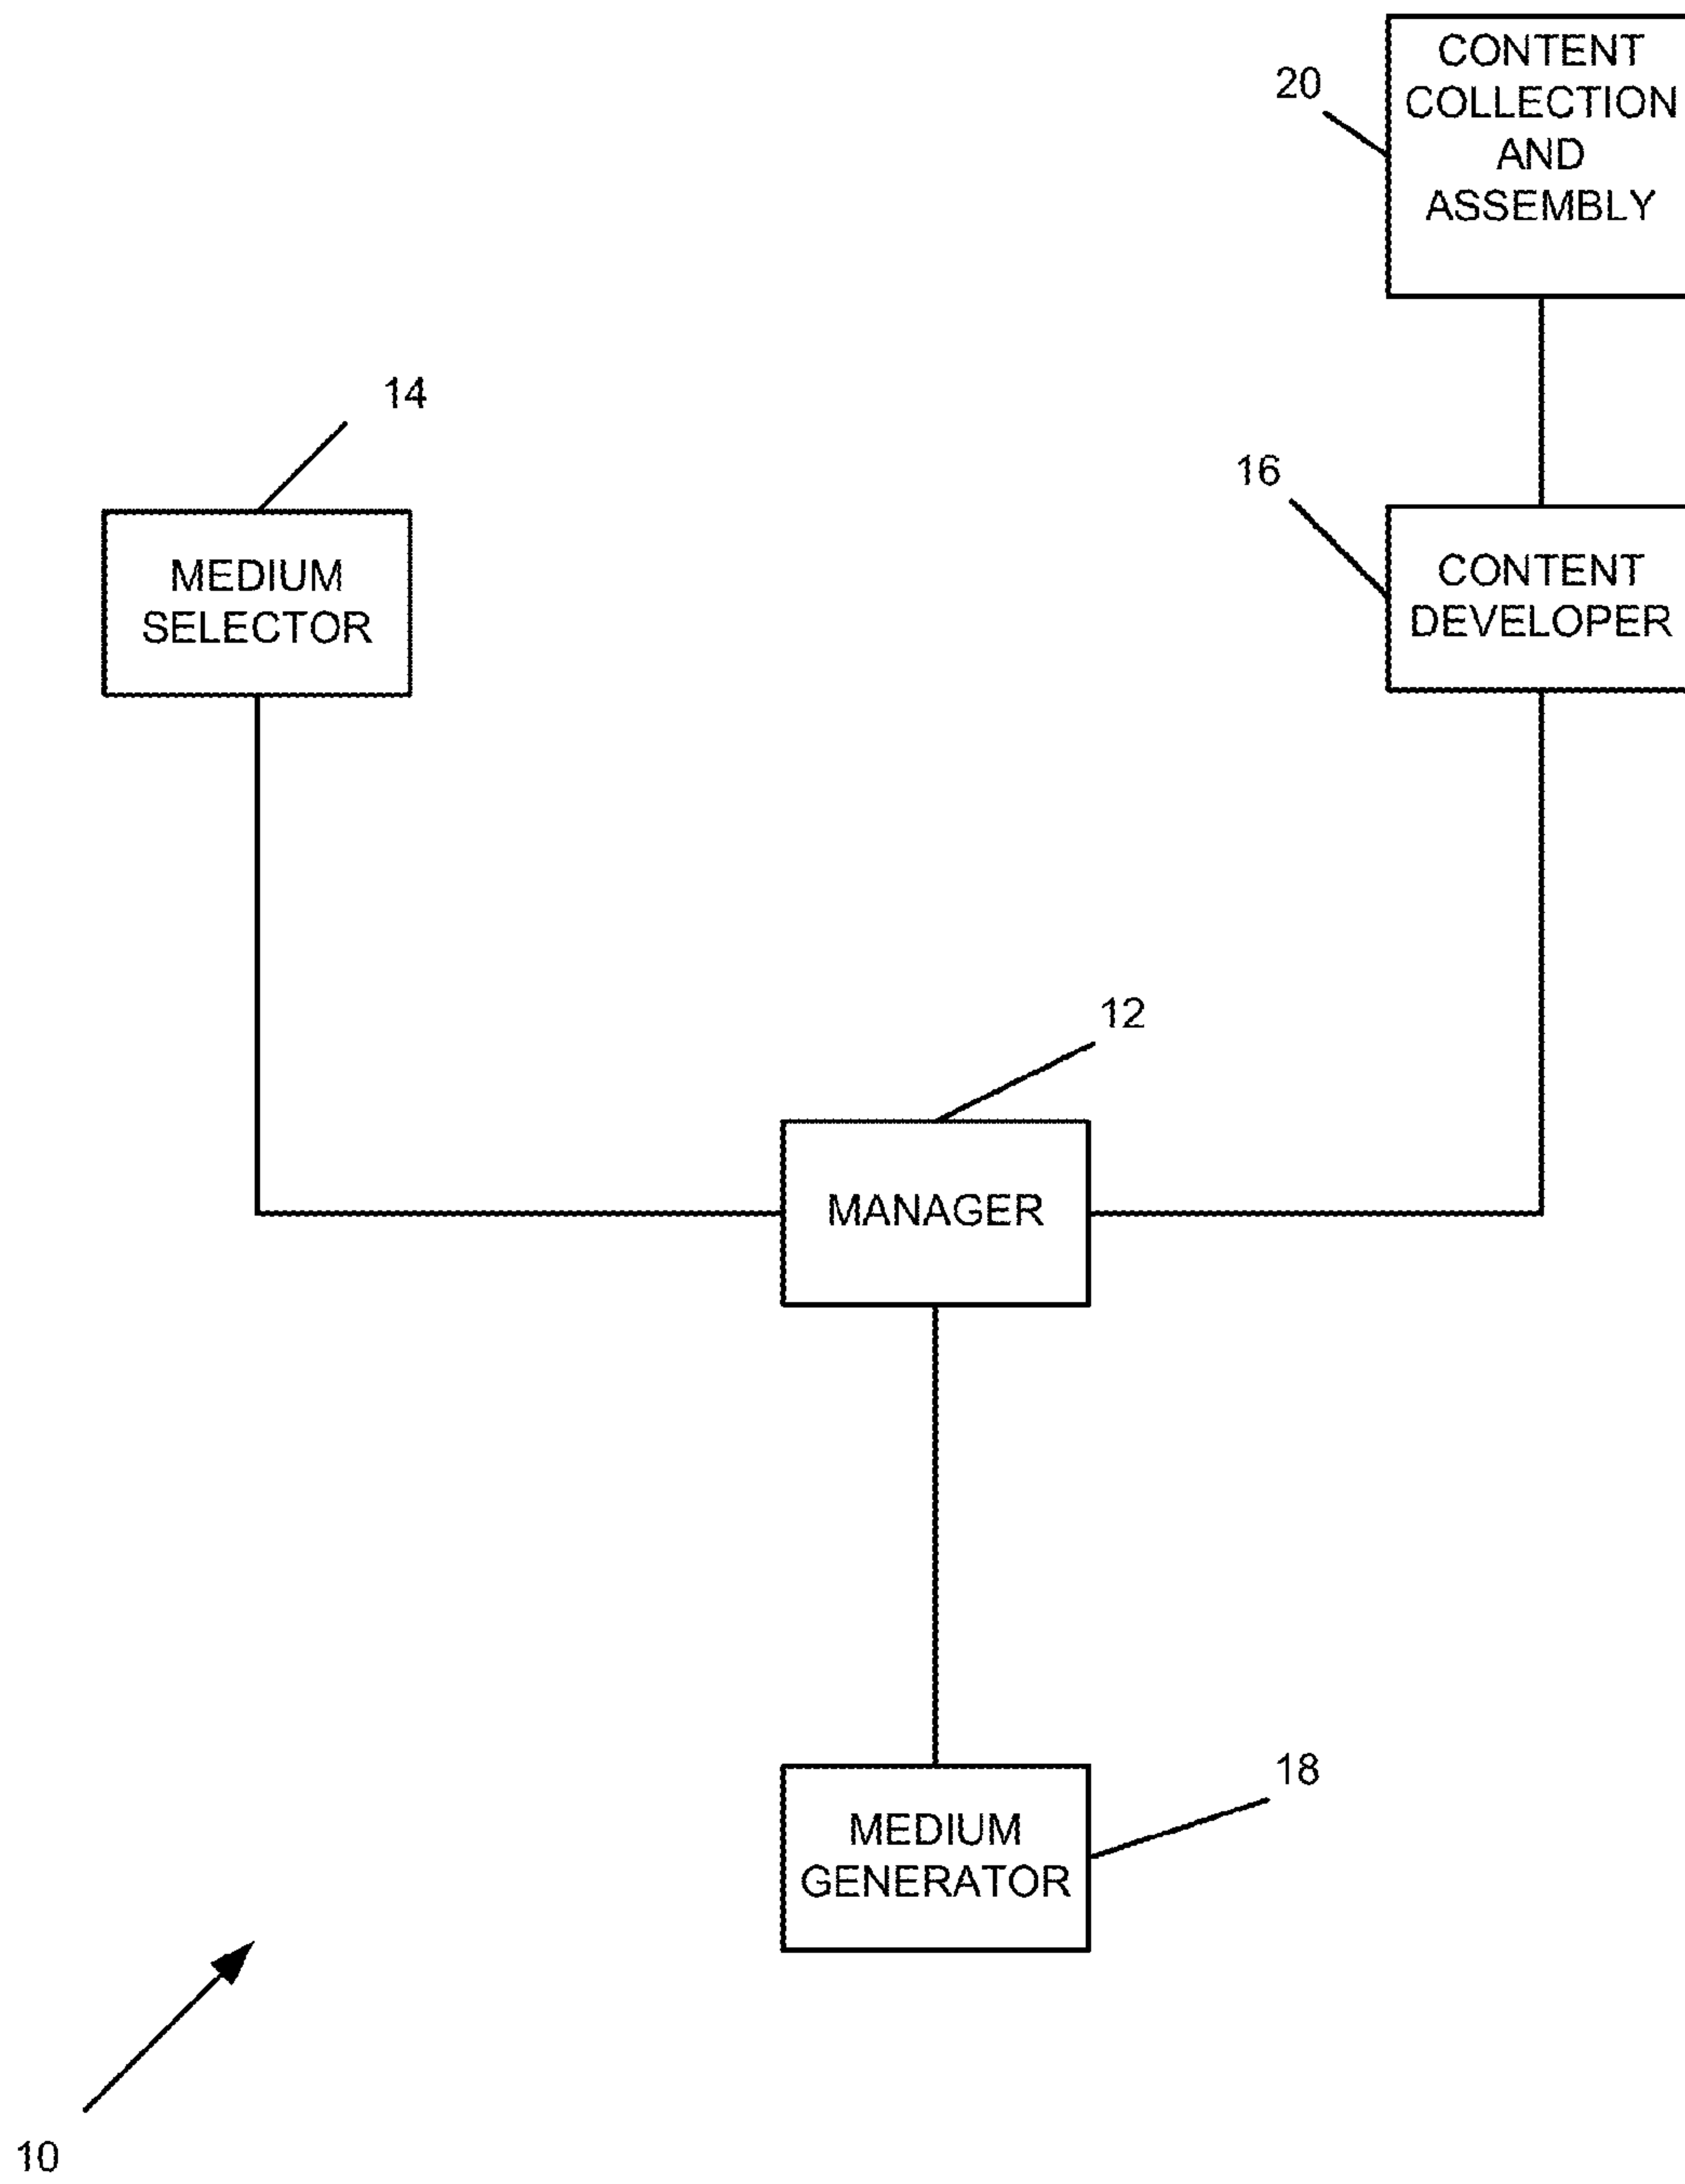 CONTENT
COLLECTION
AND
ASSEMBLY
20
14
16
MEDIUM
SELECTOR
CONTENT
DEVELOPER
12
MANAGER
18
MEDIUM
GENERATOR
10